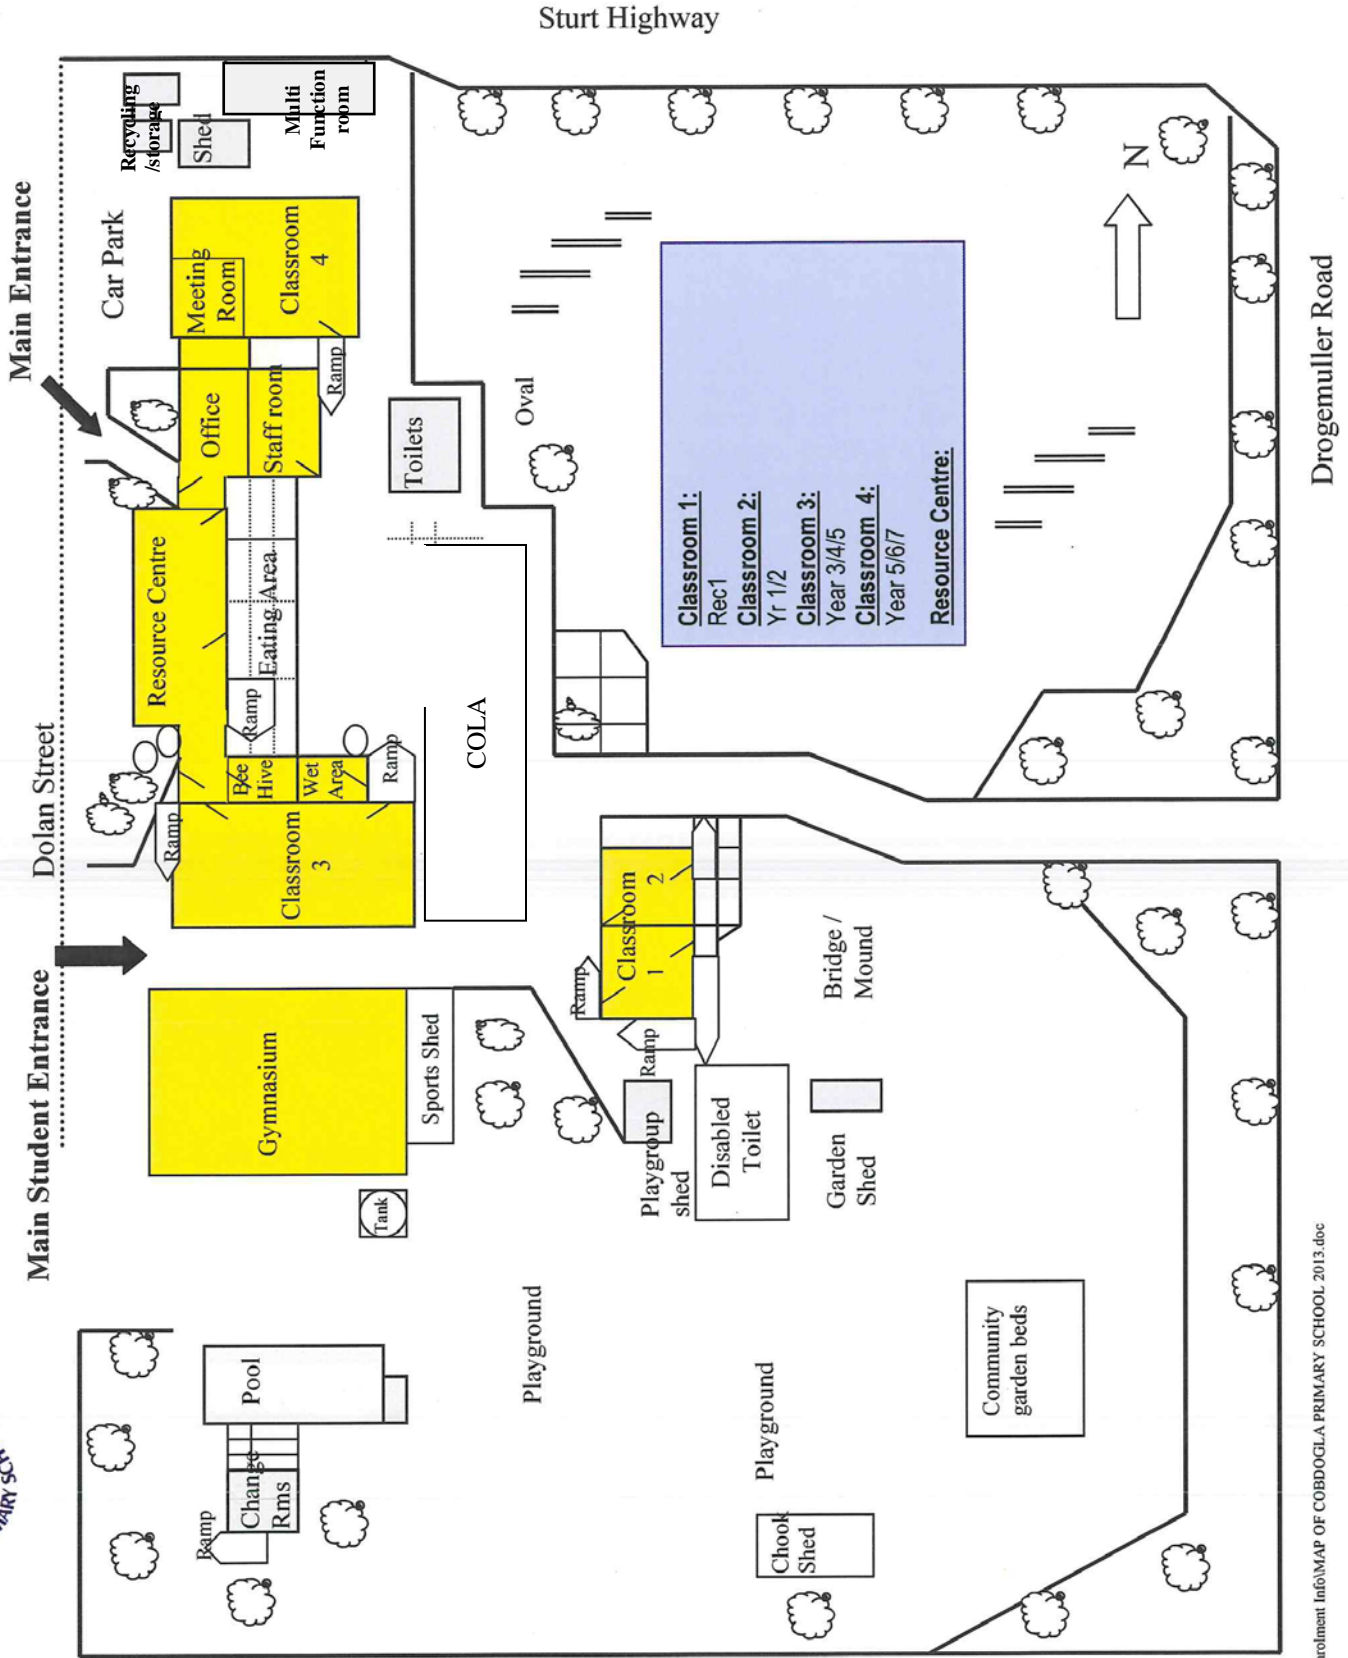 Sturt Highway
Main Entrance
Recycling
/storage
Shed
Multi
Function
room
Car Park
Meeting
Room
Classroom
4
Ramp
Office
Staff room
Toilets
Oval
N
Drogemuller Road
Dolan Street
Resource Centre
Eating Area
Ramp
Bee
Hive
Wet
Area
Ramp
Ramp
Classroom
3
COLA
Classroom 1:
Rec1
Classroom 2:
Yr 1/2
Classroom 3:
Year 3/4/5
Classroom 4:
Year 5/6/7
Resource Centre:
Main Student Entrance
Gymnasium
Sports Shed
Tank
Classroom
1 2
Ramp
Ramp
Bridge /
Mound
Playgroup
shed
Disabled
Toilet
Garden
Shed
Playground
Pool
Change
Rms
Ramp
Playground
Chook
Shed
Community
garden beds
arolment Info\MAP OF COBDOGLA PRIMARY SCHOOL 2013.doc